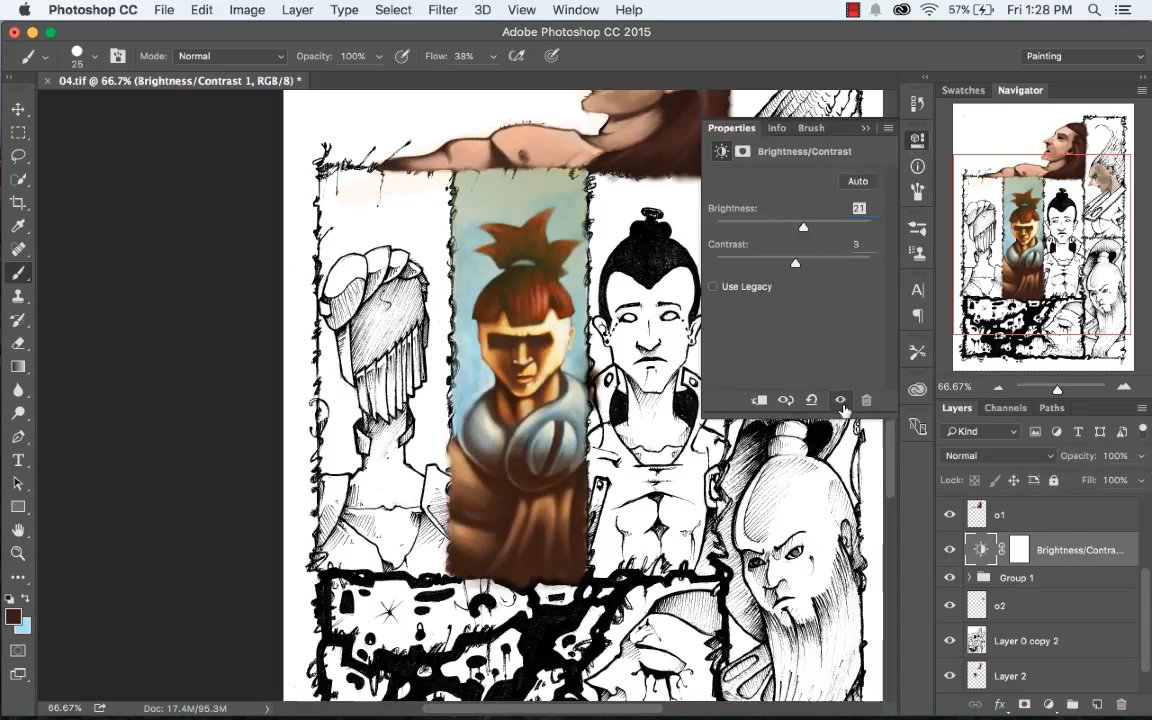 Photoshop CC File Edit Image Layer Type Select Filter 3D View Window Help 57% Fri 1:28 PM
Adobe Photoshop CC 2015
25 Mode: Normal Opacity: 100% Flow: 38% Painting
04.tif @ 66.7% (Brightness/Contrast 1, RGB/8) *
Swatches Navigator
Properties Info Brush
Brightness/Contrast
Auto
Brightness: 21
Contrast: 3
Use Legacy
66.67%
Layers Channels Paths
Kind
Normal Opacity: 100%
Lock: Fill: 100%
o1
Brightness/Contra...
Group 1
o2
Layer 0 copy 2
Layer 2
66.67% Doc: 17.4M/95.3M